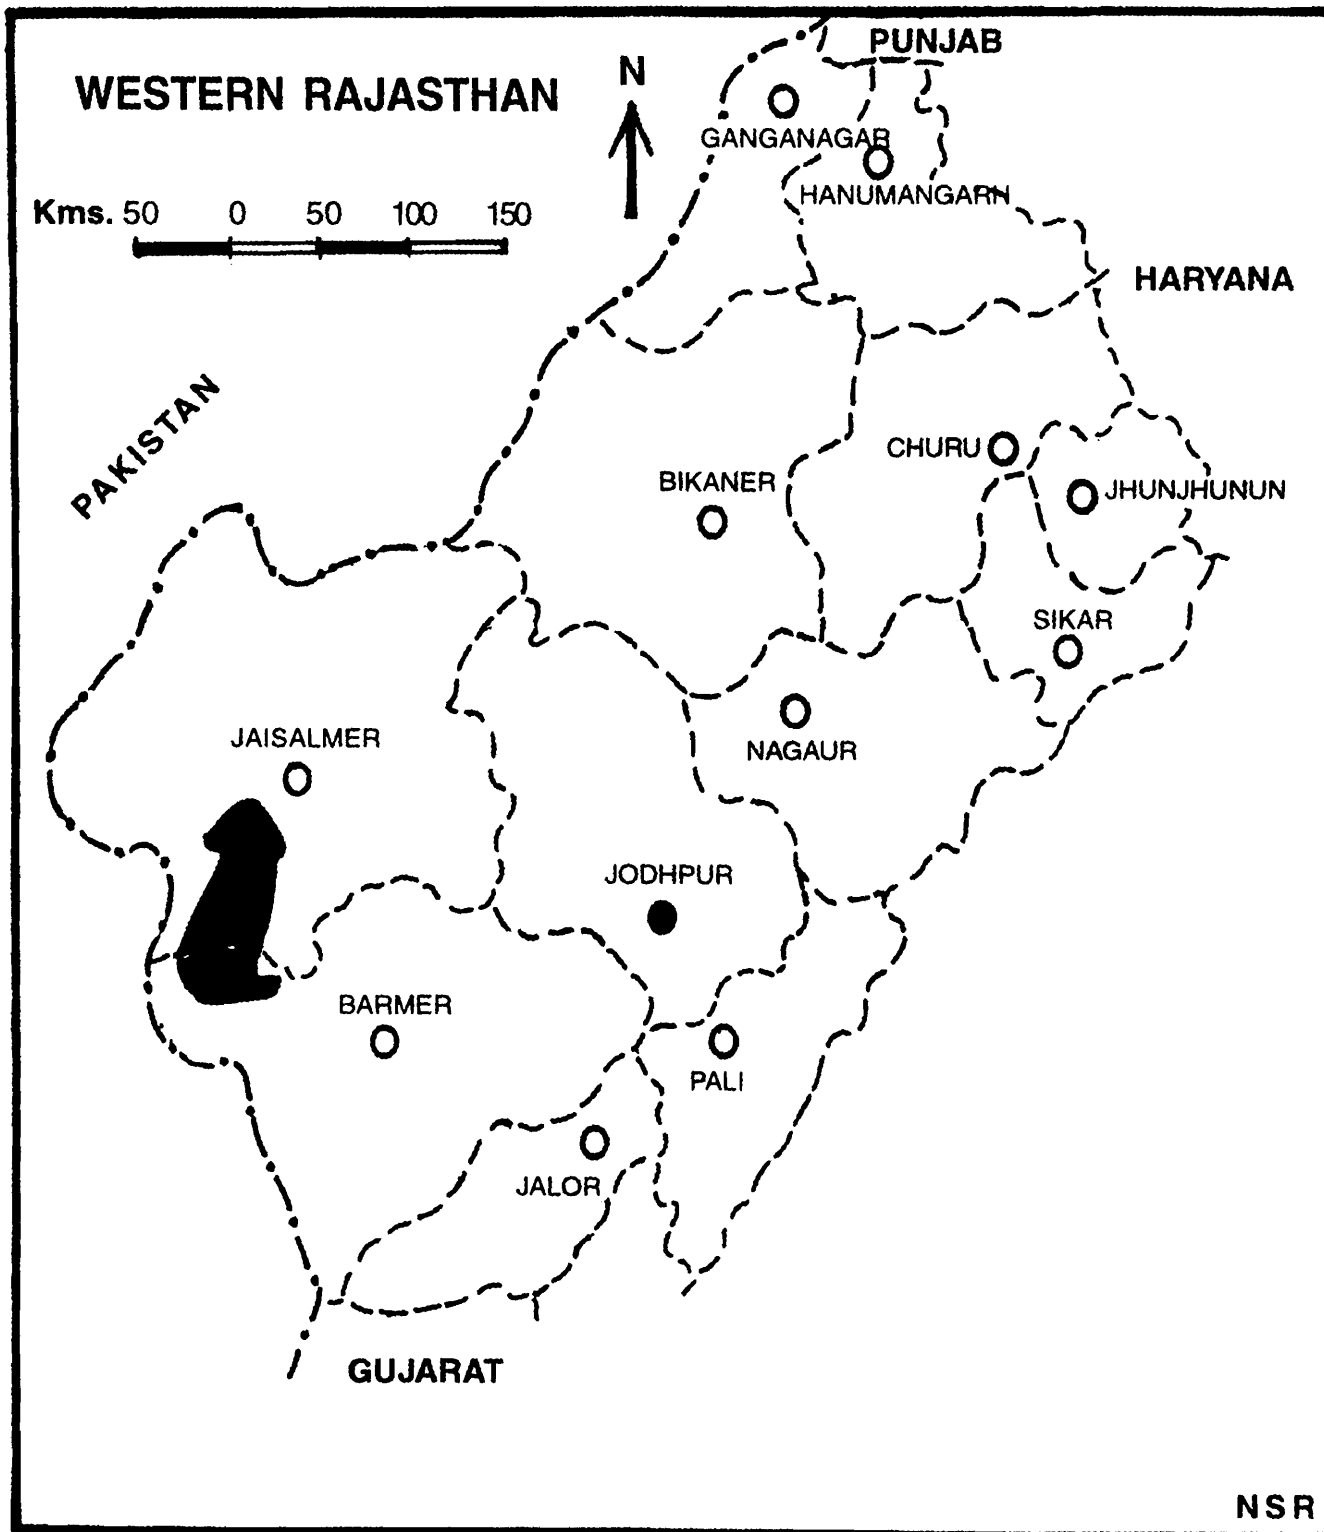 PUNJAB
WESTERN RAJASTHAN
N
GANGANAGAR
HANUMANGARH
Kms. 50 0 50 100 150
HARYANA
PAKISTAN
CHURU
BIKANER
JHUNJHUNUN
SIKAR
JAISALMER
NAGAUR
JODHPUR
BARMER
PALI
JALOR
GUJARAT
NSR